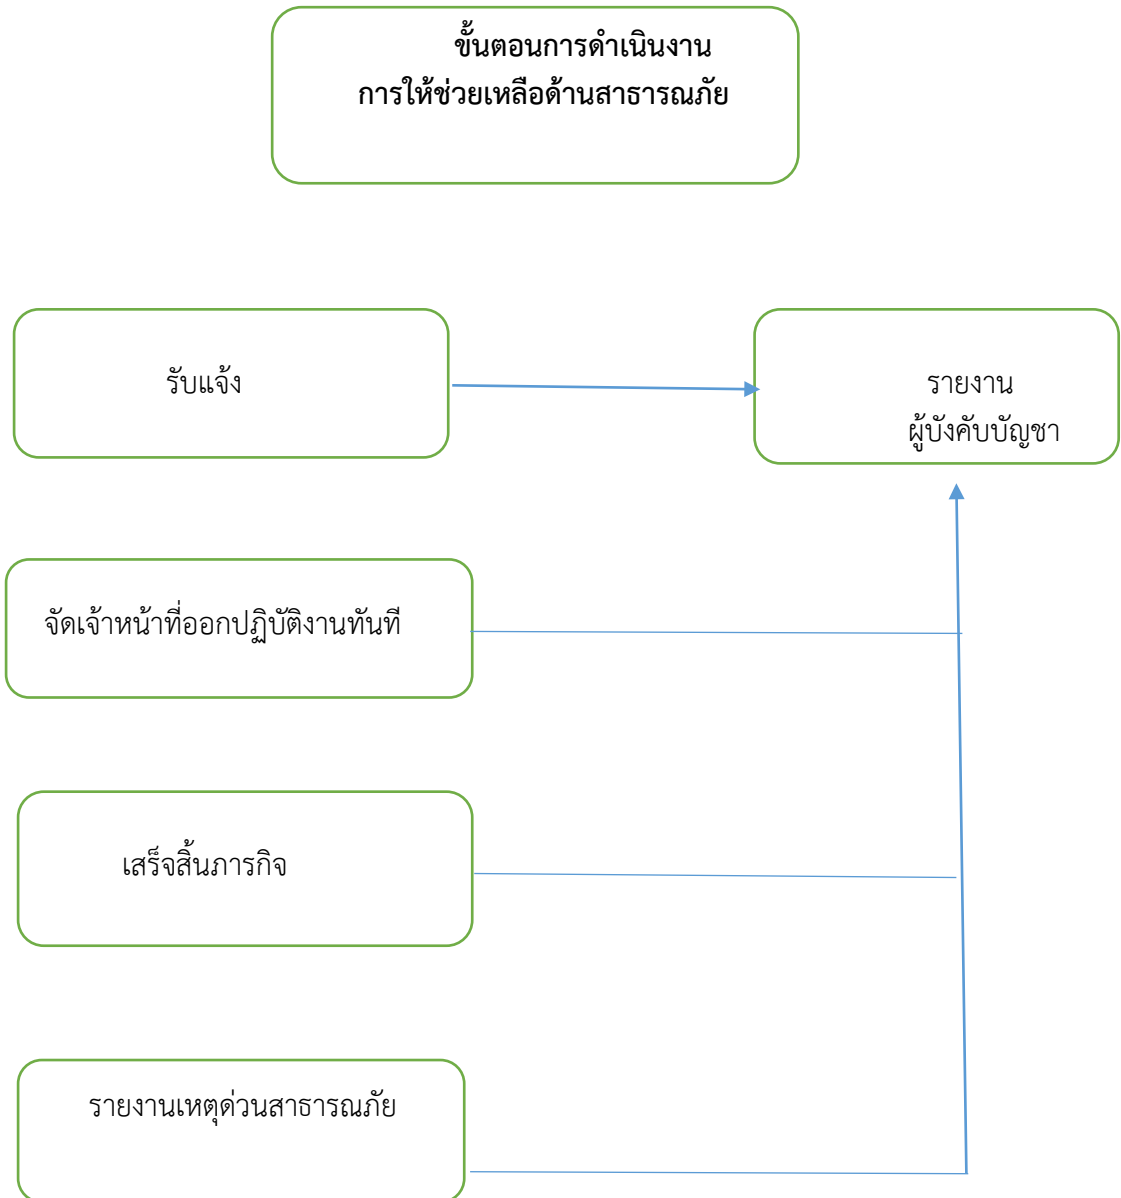 ขั้นตอนการดำเนินงาน
การให้ช่วยเหลือด้านสาธารณภัย
รับแจ้ง
รายงาน
ผู้บังคับบัญชา
จัดเจ้าหน้าที่ออกปฏิบัติงานทันที
เสร็จสิ้นภารกิจ
รายงานเหตุด่วนสาธารณภัย